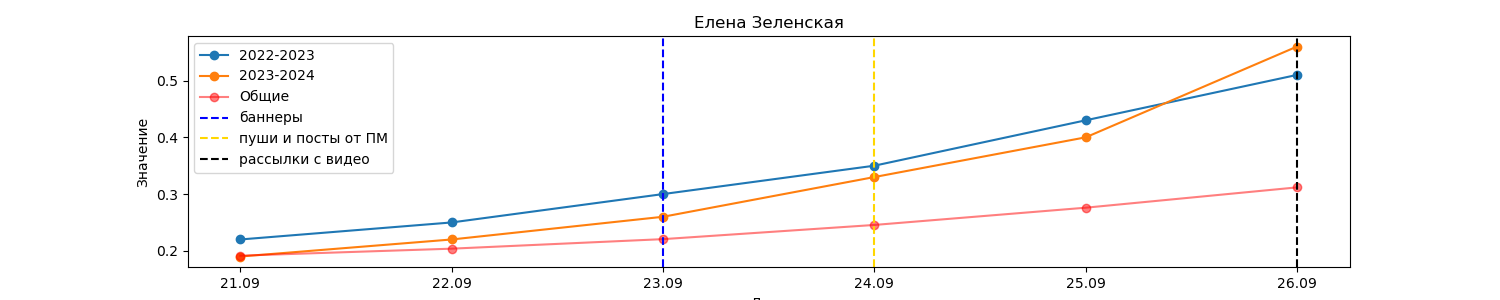 Елена Зеленская
2022-2023
2023-2024
Общие
баннеры
пуши и посты от ПМ
рассылки с видео
Значение
0.5
0.4
0.3
0.2
21.09
22.09
23.09
24.09
25.09
26.09